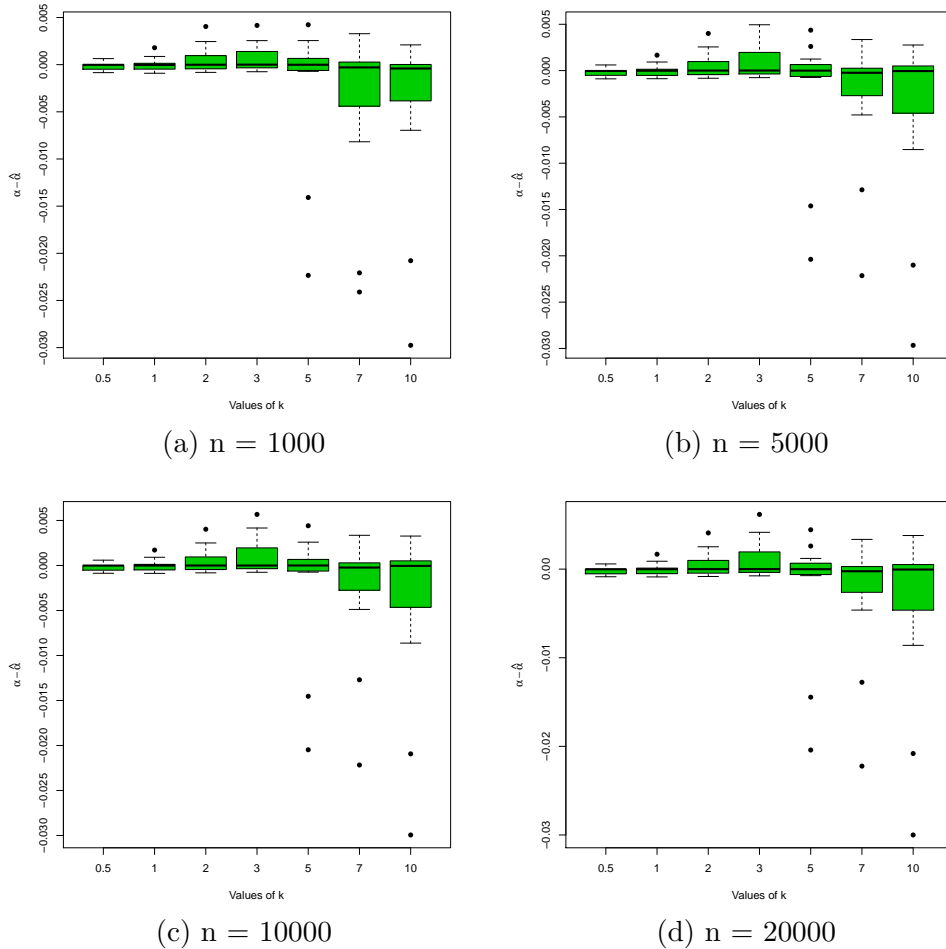 0.005
0.000
−0.005
−0.010
−0.015
−0.020
−0.025
−0.030
α − α̂
0.5 1 2 3 5 7 10
Values of k
(a) n = 1000
0.005
0.000
−0.005
−0.010
−0.015
−0.020
−0.025
−0.030
α − α̂
0.5 1 2 3 5 7 10
Values of k
(b) n = 5000
0.005
0.000
−0.005
−0.010
−0.015
−0.020
−0.025
−0.030
α − α̂
0.5 1 2 3 5 7 10
Values of k
(c) n = 10000
0.00
−0.01
−0.02
−0.03
α − α̂
0.5 1 2 3 5 7 10
Values of k
(d) n = 20000